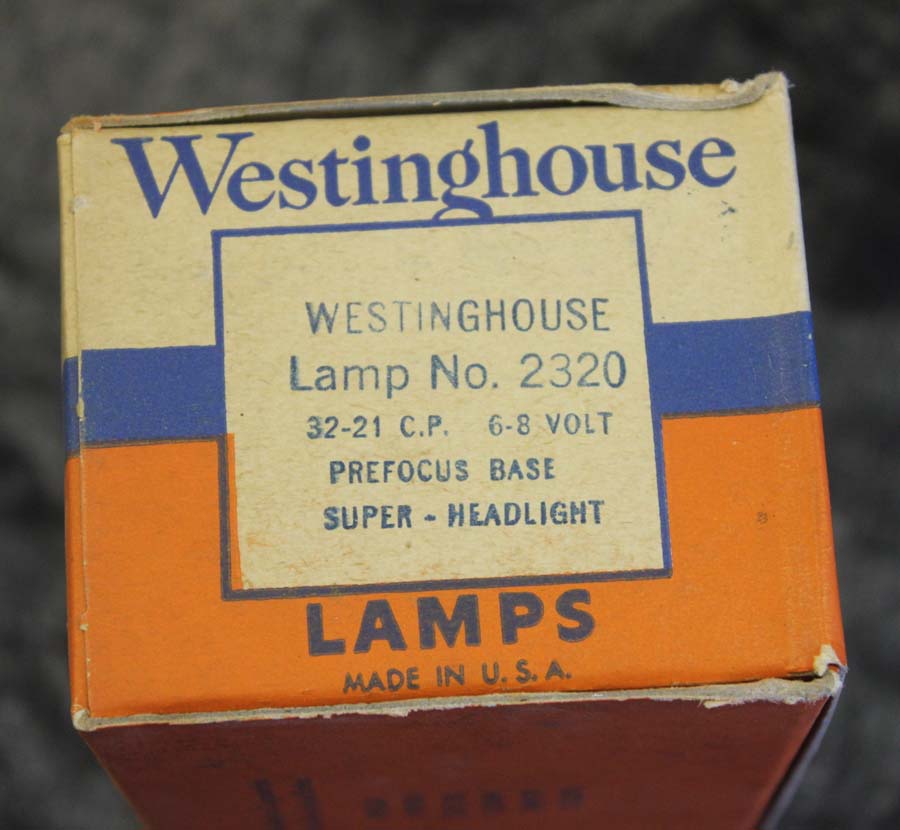 Westinghouse
WESTINGHOUSE
Lamp No. 2320
32-21 C.P. 6-8 VOLT
PREFOCUS BASE
SUPER - HEADLIGHT
LAMPS
MADE IN U.S.A.